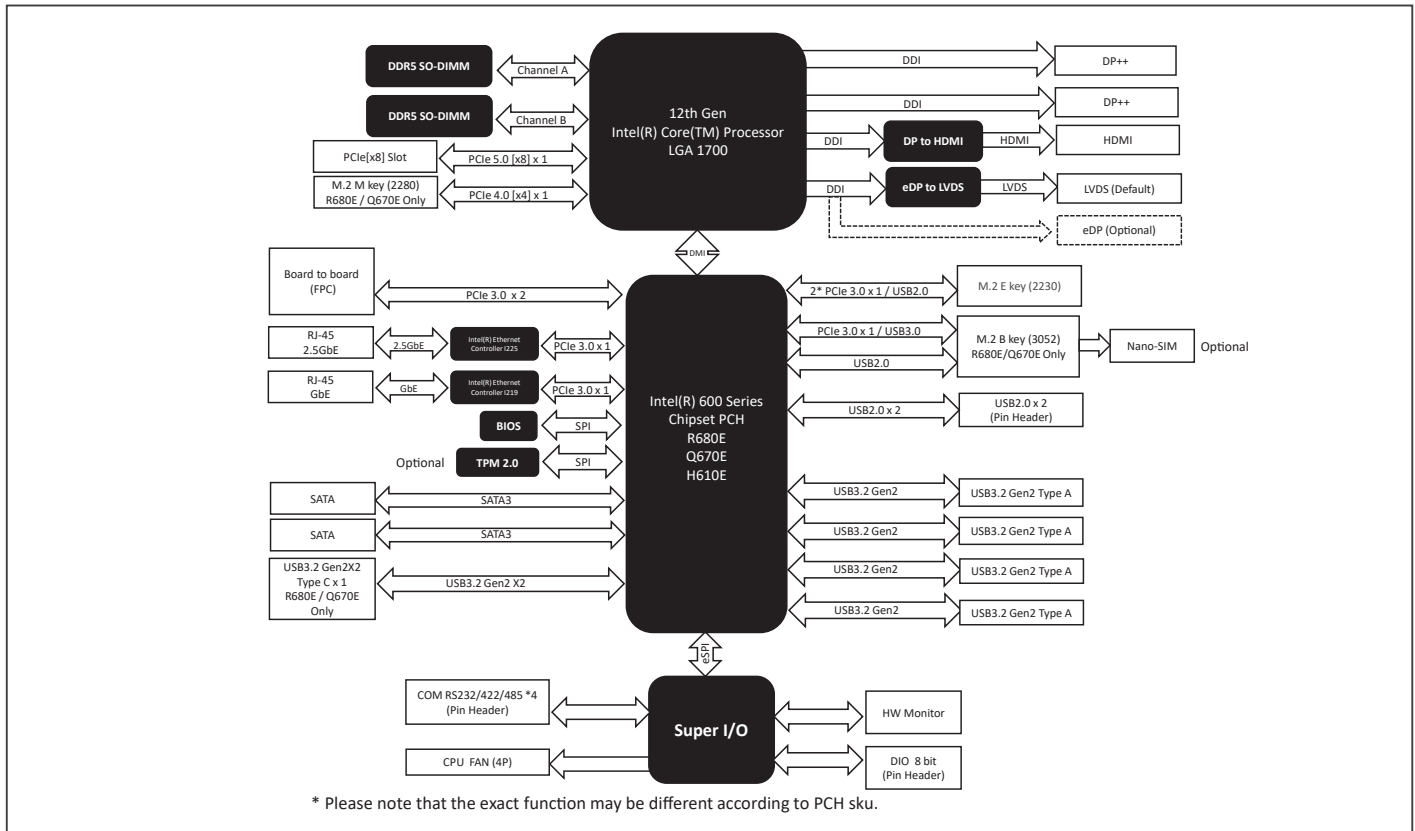 DDR5 SO-DIMM
Channel A
DDR5 SO-DIMM
Channel B
PCIe[x8] Slot
PCIe 5.0 [x8] x 1
M.2 M key (2280)
R680E / Q670E Only
PCIe 4.0 [x4] x 1
12th Gen
Intel(R) Core(TM) Processor
LGA 1700
DDI
DP++
DDI
DP++
DDI
DP to HDMI
HDMI
HDMI
DDI
eDP to LVDS
LVDS
LVDS (Default)
eDP (Optional)
DMI
Board to board
(FPC)
PCIe 3.0 x 2
RJ-45
2.5GbE
2.5GbE
Intel(R) Ethernet
Controller I225
PCIe 3.0 x 1
RJ-45
GbE
GbE
Intel(R) Ethernet
Controller I219
PCIe 3.0 x 1
BIOS
SPI
Optional
TPM 2.0
SPI
SATA
SATA3
SATA
SATA3
USB3.2 Gen2X2
Type C x 1
R680E / Q670E
Only
USB3.2 Gen2 X2
Intel(R) 600 Series
Chipset PCH
R680E
Q670E
H610E
2* PCIe 3.0 x 1 / USB2.0
M.2 E key (2230)
PCIe 3.0 x 1 / USB3.0
USB2.0
M.2 B key (3052)
R680E/Q670E Only
Nano-SIM
Optional
USB2.0 x 2
USB2.0 x 2
(Pin Header)
USB3.2 Gen2
USB3.2 Gen2 Type A
USB3.2 Gen2
USB3.2 Gen2 Type A
USB3.2 Gen2
USB3.2 Gen2 Type A
USB3.2 Gen2
USB3.2 Gen2 Type A
eSPI
COM RS232/422/485 *4
(Pin Header)
CPU FAN (4P)
Super I/O
HW Monitor
DIO 8 bit
(Pin Header)
* Please note that the exact function may be different according to PCH sku.